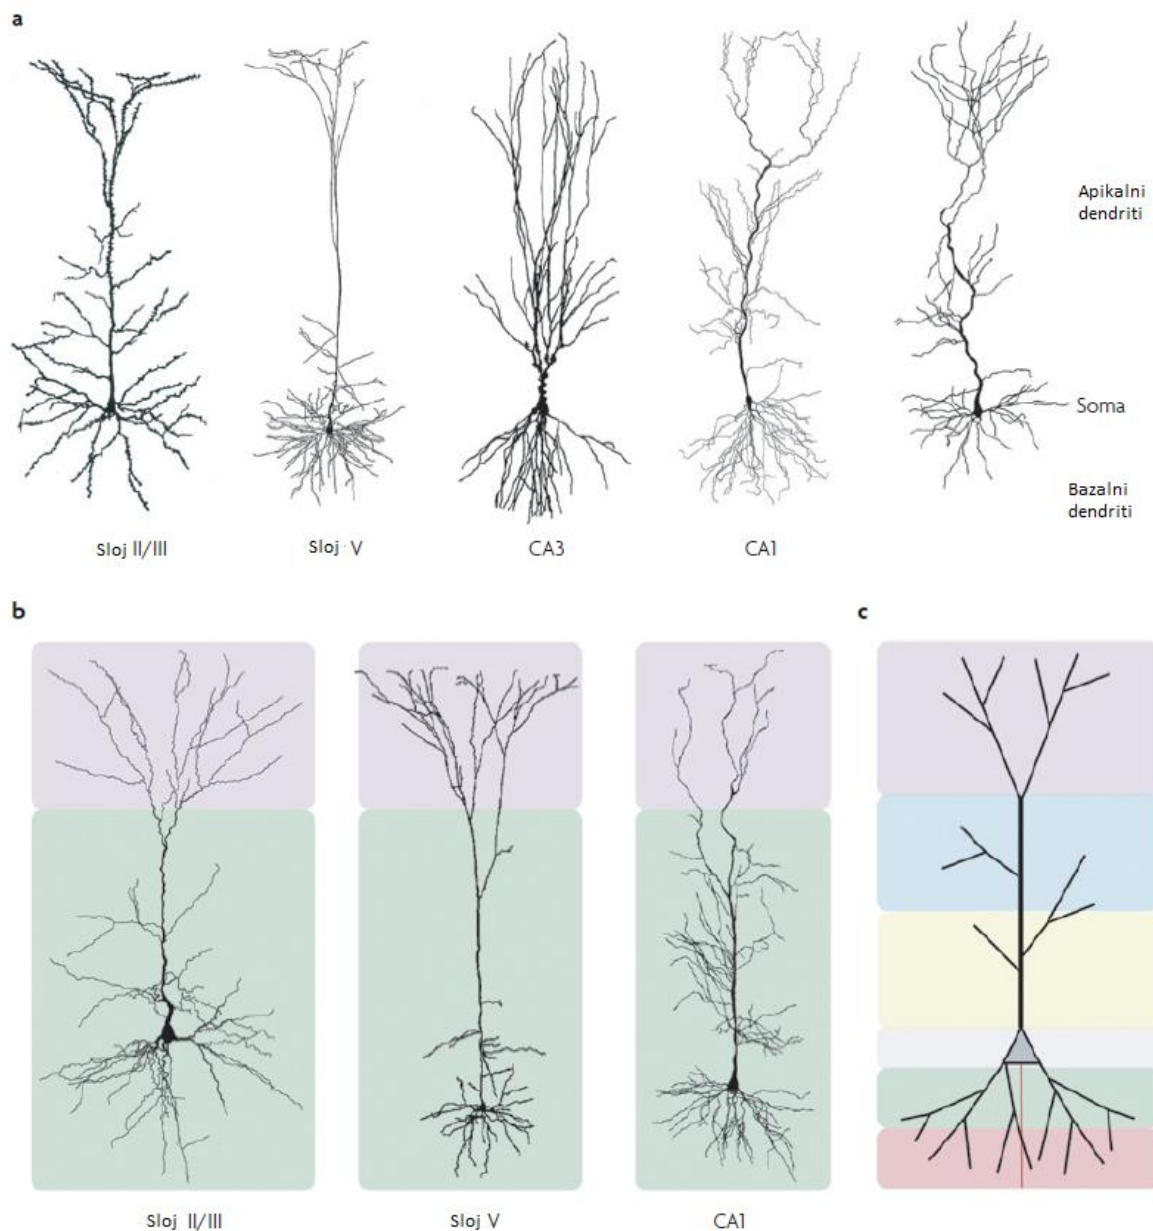 a
Apikalni
dendriti
Soma
Bazalni
dendriti
Sloj II/III
Sloj V
CA3
CA1
b
c
Sloj II/III
Sloj V
CA1